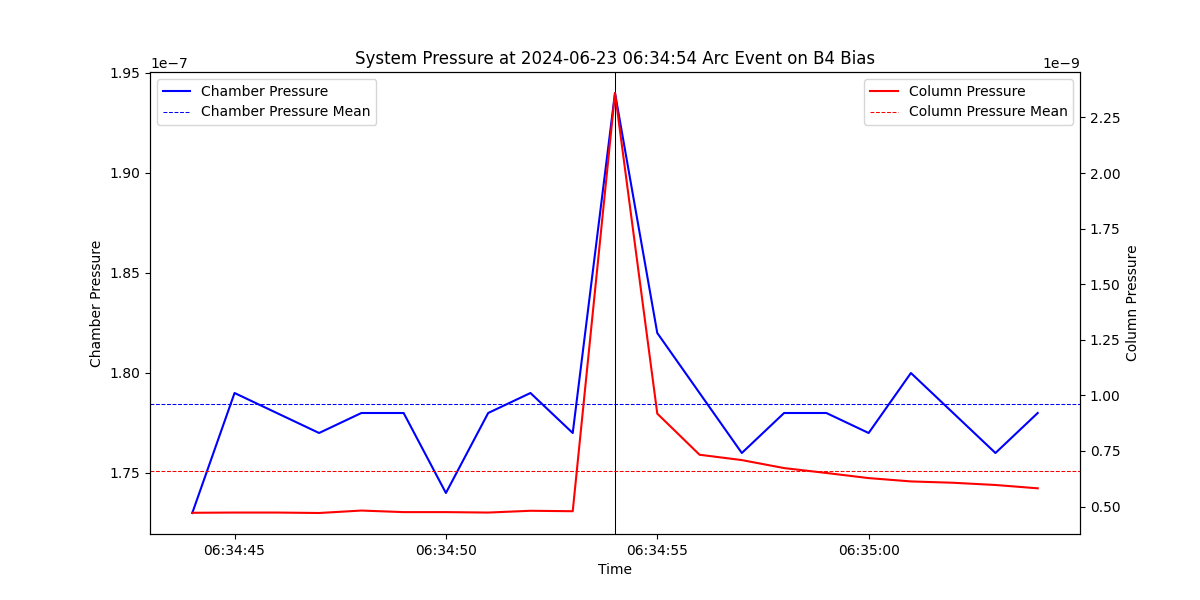 System Pressure at 2024-06-23 06:34:54 Arc Event on B4 Bias
1e−7
1e−9
Chamber Pressure
Chamber Pressure Mean
Column Pressure
Column Pressure Mean
1.95
1.90
1.85
1.80
1.75
Chamber Pressure
2.25
2.00
1.75
1.50
1.25
1.00
0.75
0.50
Column Pressure
06:34:45
06:34:50
06:34:55
06:35:00
Time